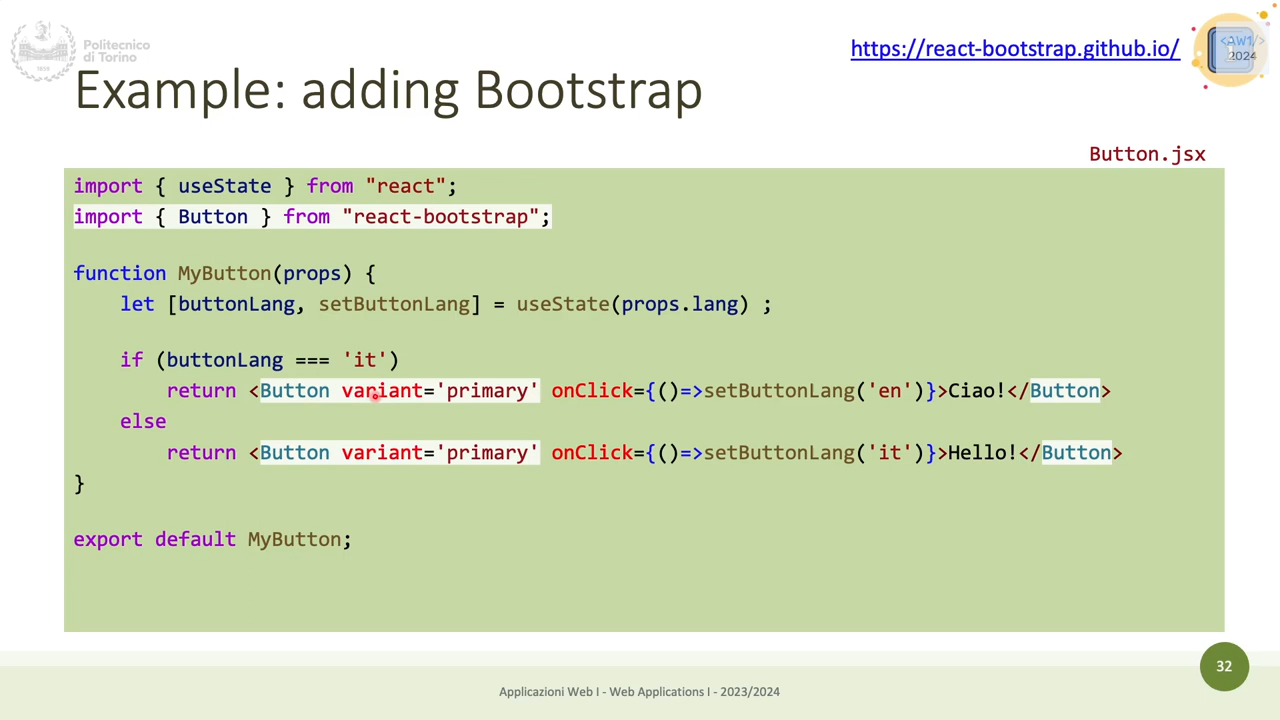 Politecnico
di Torino
1859
https://react-bootstrap.github.io/
<AW1/>
2024
Example: adding Bootstrap
Button.jsx
import { useState } from "react";
import { Button } from "react-bootstrap";
function MyButton(props) {
let [buttonLang, setButtonLang] = useState(props.lang) ;
if (buttonLang === 'it')
return <Button variant='primary' onClick={()=>setButtonLang('en')}>Ciao!</Button>
else
return <Button variant='primary' onClick={()=>setButtonLang('it')}>Hello!</Button>
}
export default MyButton;
32
Applicazioni Web I - Web Applications I - 2023/2024